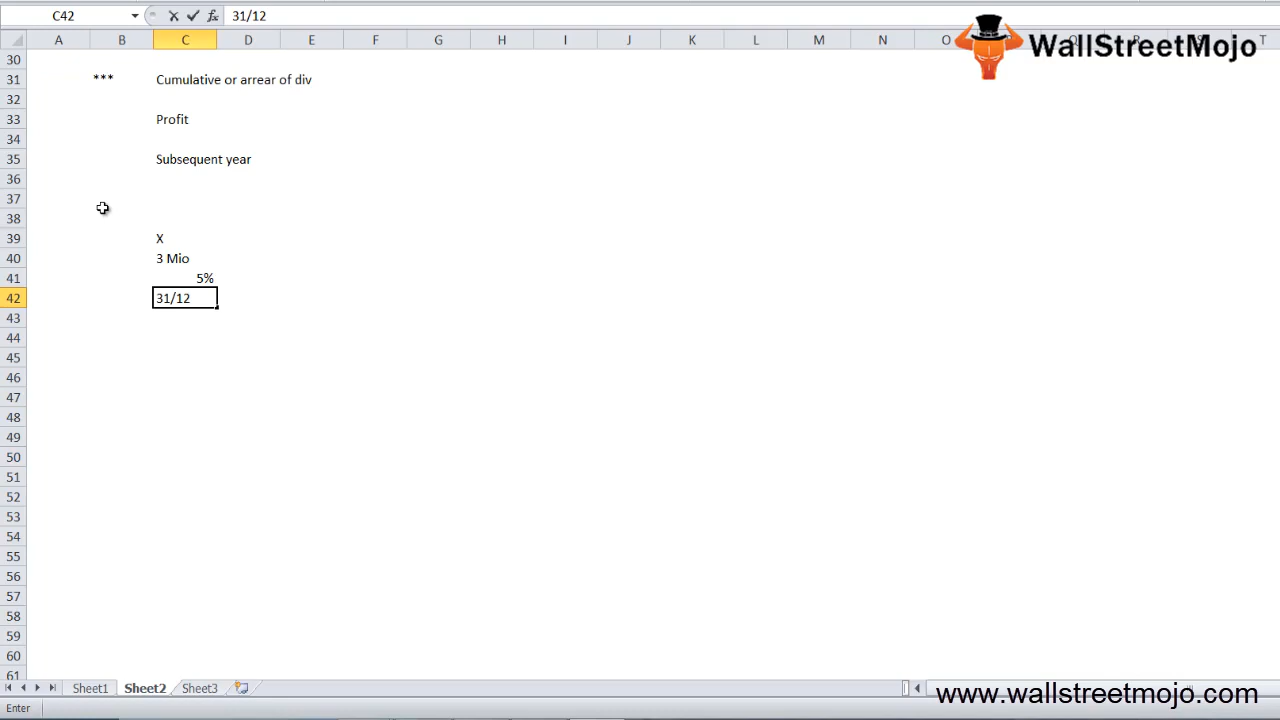 C42 fx 31/12
A B C D E F G H J K L M N O T
WallStreetMojo
30
31 *** Cumulative or arrear of div
32
33 Profit
34
35 Subsequent year
36
37
38
39 X
40 3 Mio
41 5%
42 31/12
43
44
45
46
47
48
49
50
51
52
53
54
55
56
57
58
59
60
61
Sheet1 Sheet2 Sheet3
www.wallstreetmojo.com
Enter